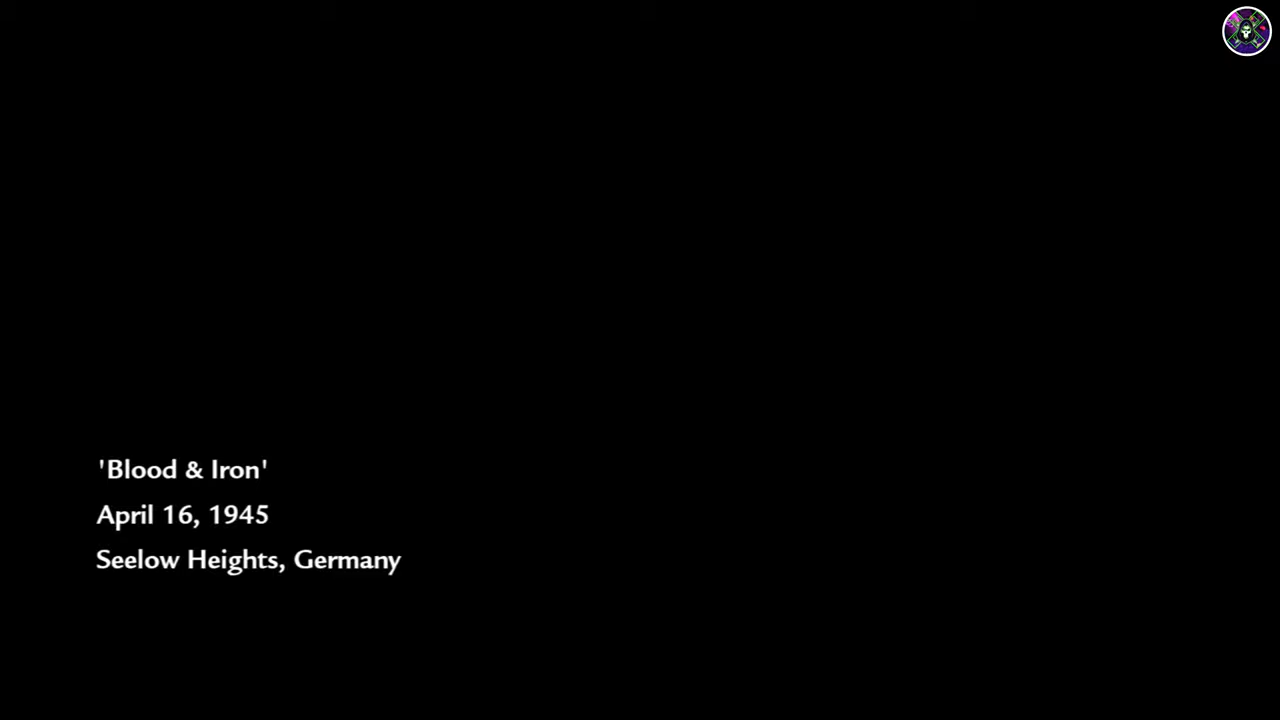 'Blood & Iron'
April 16, 1945
Seelow Heights, Germany